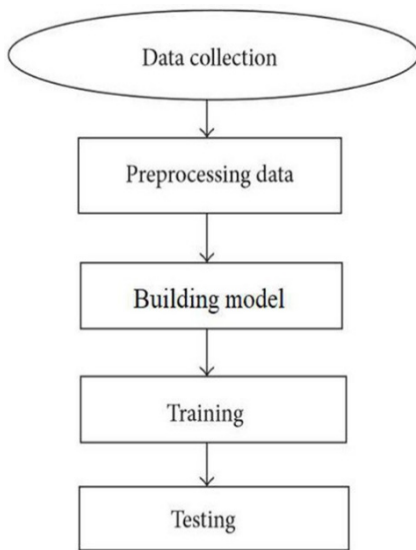 Data collection
Preprocessing data
Building model
Training
Testing